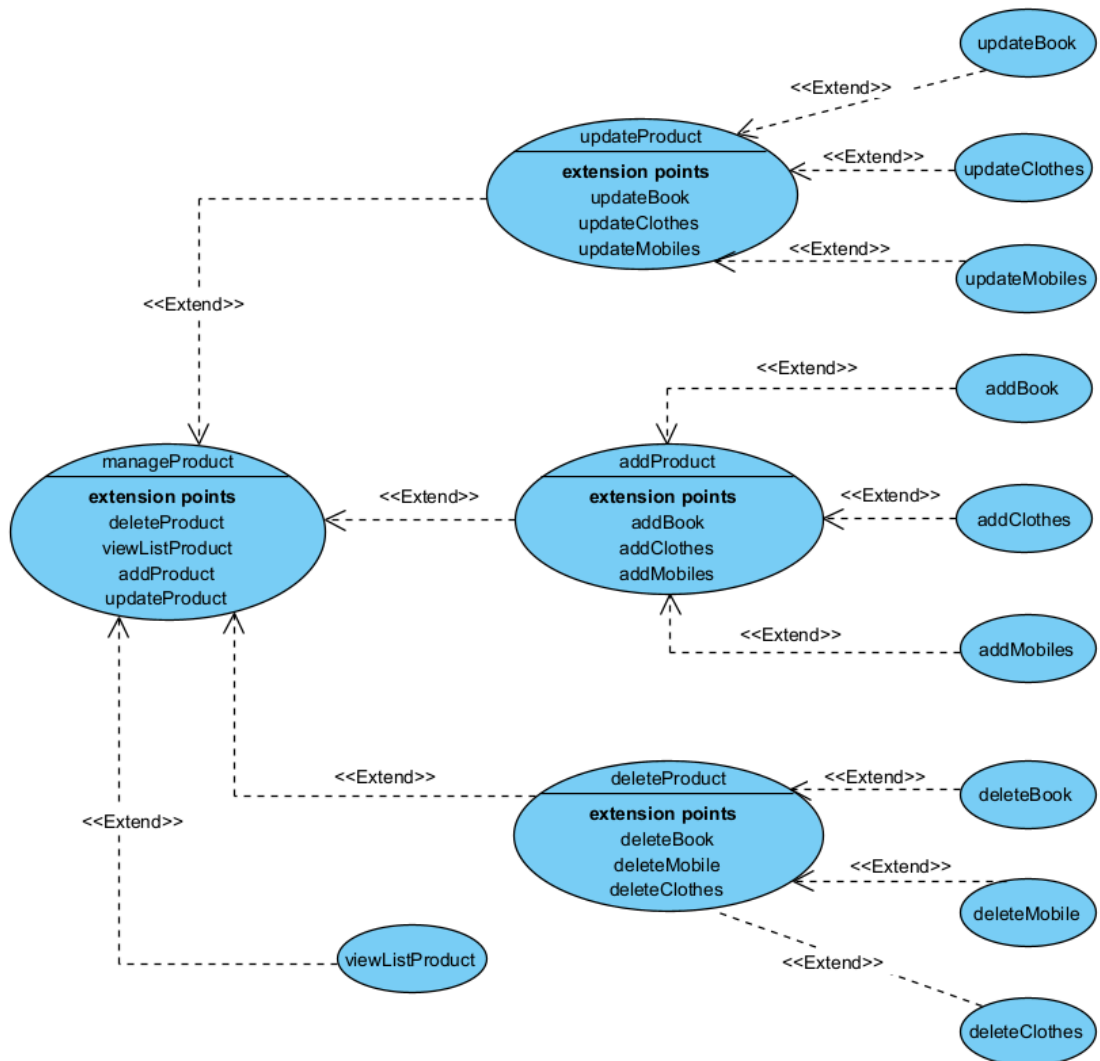 updateBook
<<Extend>>
updateProduct
extension points
updateBook
updateClothes
updateMobiles
<<Extend>>
updateClothes
<<Extend>>
updateMobiles
<<Extend>>
<<Extend>>
addBook
manageProduct
extension points
deleteProduct
viewListProduct
addProduct
updateProduct
<<Extend>>
addProduct
extension points
addBook
addClothes
addMobiles
<<Extend>>
addClothes
<<Extend>>
addMobiles
<<Extend>>
deleteProduct
extension points
deleteBook
deleteMobile
deleteClothes
<<Extend>>
deleteBook
<<Extend>>
<<Extend>>
deleteMobile
viewListProduct
<<Extend>>
deleteClothes